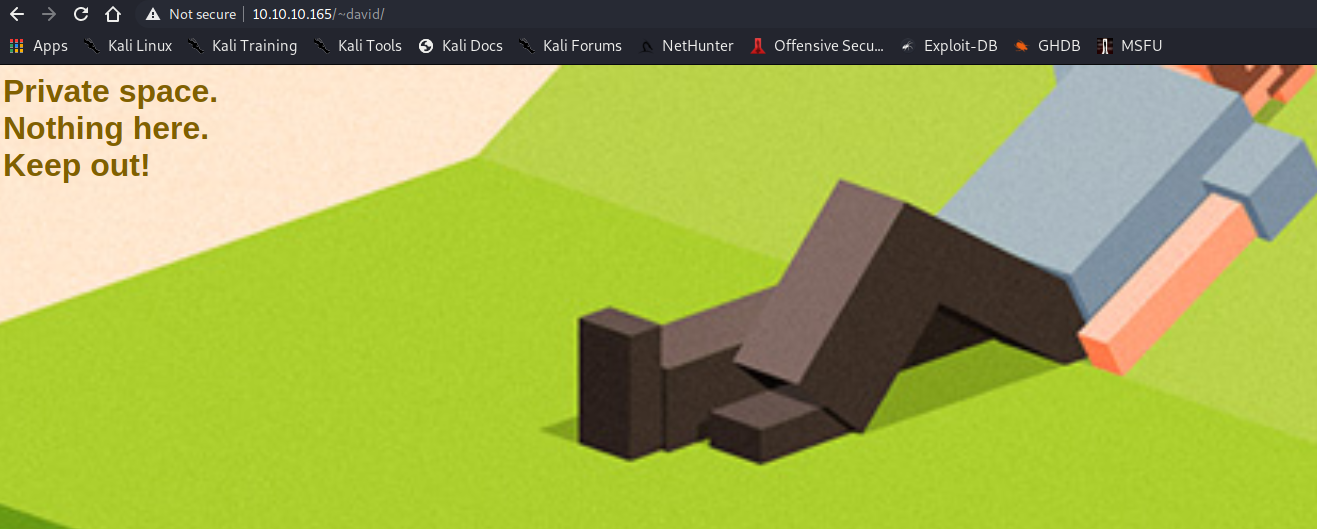 Not secure 10.10.10.165/~david/
Apps Kali Linux Kali Training Kali Tools Kali Docs Kali Forums NetHunter Offensive Secu... Exploit-DB GHDB MSFU
Private space.
Nothing here.
Keep out!